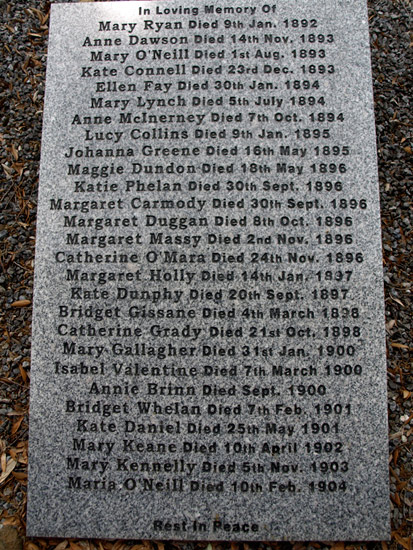 In Loving Memory Of
Mary Ryan Died 9th Jan. 1892
Anne Dawson Died 14th Nov. 1893
Mary O'Neill Died 1st Aug. 1893
Kate Connell Died 23rd Dec. 1893
Ellen Fay Died 30th Jan. 1894
Mary Lynch Died 5th July 1894
Anne McInerney Died 7th Oct. 1894
Lucy Collins Died 9th Jan. 1895
Johanna Greene Died 16th May 1895
Maggie Dundon Died 18th May 1896
Katie Phelan Died 30th Sept. 1896
Margaret Carmody Died 30th Sept. 1896
Margaret Duggan Died 8th Oct. 1896
Margaret Massy Died 2nd Nov. 1896
Catherine O'Mara Died 24th Nov. 1896
Margaret Holly Died 14th Jan. 1897
Kate Dunphy Died 20th Sept. 1897
Bridget Gissane Died 4th March 1898
Catherine Grady Died 21st Oct. 1898
Mary Gallagher Died 31st Jan. 1900
Isabel Valentine Died 7th March 1900
Annie Brinn Died Sept. 1900
Bridget Whelan Died 7th Feb. 1901
Kate Daniel Died 25th May 1901
Mary Keane Died 10th April 1902
Mary Kennelly Died 5th Nov. 1903
Maria O'Neill Died 10th Feb. 1904
Rest In Peace